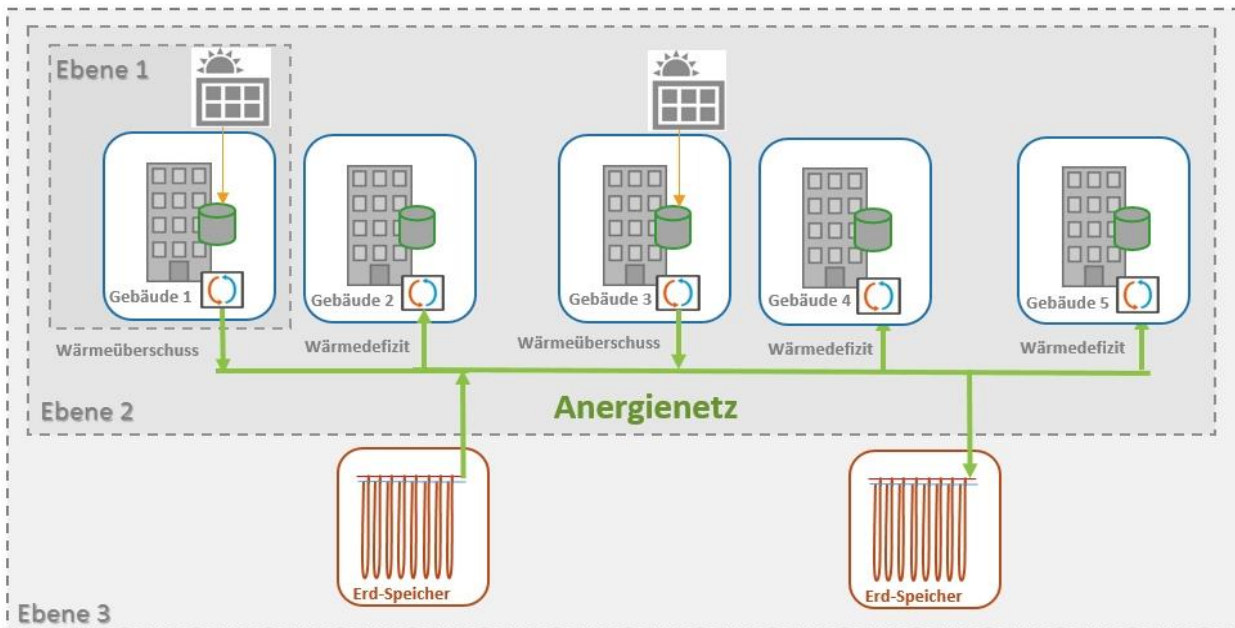 Ebene 1
Gebäude 1
Gebäude 2
Gebäude 3
Gebäude 4
Gebäude 5
Wärmeüberschuss
Wärmedefizit
Wärmeüberschuss
Wärmedefizit
Wärmedefizit
Ebene 2
Anergienetz
Erd-Speicher
Erd-Speicher
Ebene 3